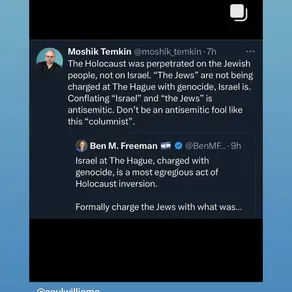 Moshik Temkin @moshik_temkin · 7h
The Holocaust was perpetrated on the Jewish
people, not on Israel. “The Jews” are not being
charged at The Hague with genocide, Israel is.
Conflating “Israel” and “the Jews” is
antisemitic. Don’t be an antisemitic fool like
this “columnist”.
Ben M. Freeman @BenMF... · 9h
Israel at The Hague, charged with
genocide, is a most egregious act of
Holocaust inversion.
Formally charge the Jews with what was...